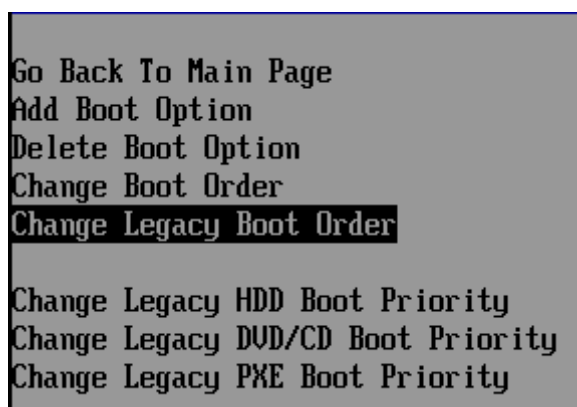 Go Back To Main Page
Add Boot Option
Delete Boot Option
Change Boot Order
Change Legacy Boot Order
Change Legacy HDD Boot Priority
Change Legacy DVD/CD Boot Priority
Change Legacy PXE Boot Priority